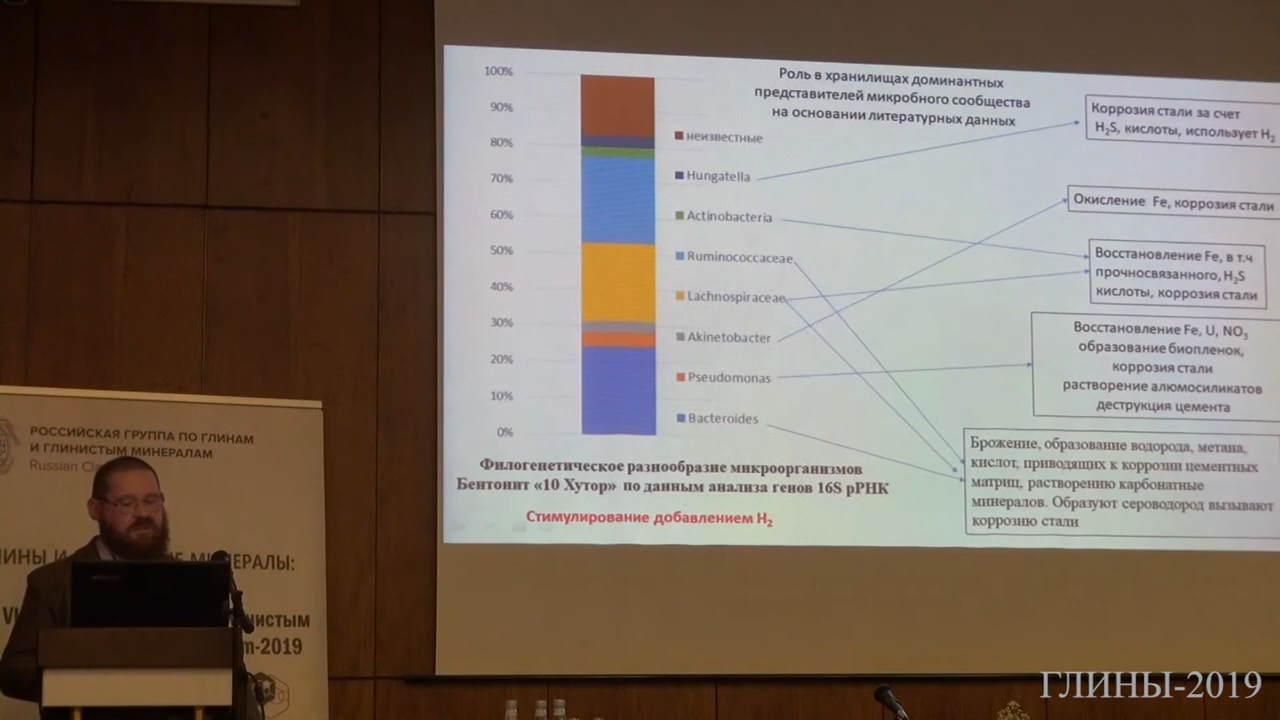 100%
90%
80%
70%
60%
50%
40%
30%
20%
10%
0%
Роль в хранилищах доминантных
представителей микробного сообщества
на основании литературных данных
неизвестные
Hungatella
Actinobacteria
Ruminococcaceae
Lachnospiraceae
Akinetobacter
Pseudomonas
Bacteroides
Коррозия стали за счет
H₂S, кислоты, использует H₂
Окисление Fe, коррозия стали
Восстановление Fe, в т.ч
прочносвязанного, H₂S
кислоты, коррозия стали
Восстановление Fe, U, NO₃
образование биопленок,
коррозия стали
растворение алюмосиликатов
деструкция цемента
Брожение, образование водорода, метана,
кислот, приводящих к коррозии цементных
матриц, растворению карбонатные
минералов. Образуют сероводород вызывают
коррозию стали
Филогенетическое разнообразие микроорганизмов
Бентонит «10 Хутор» по данным анализа генов 16S рРНК
Стимулирование добавлением H₂
РОССИЙСКАЯ ГРУППА ПО ГЛИНАМ
И ГЛИНИСТЫМ МИНЕРАЛАМ
Russian
МИНЕРАЛЫ:
-2019
ГЛИНЫ-2019